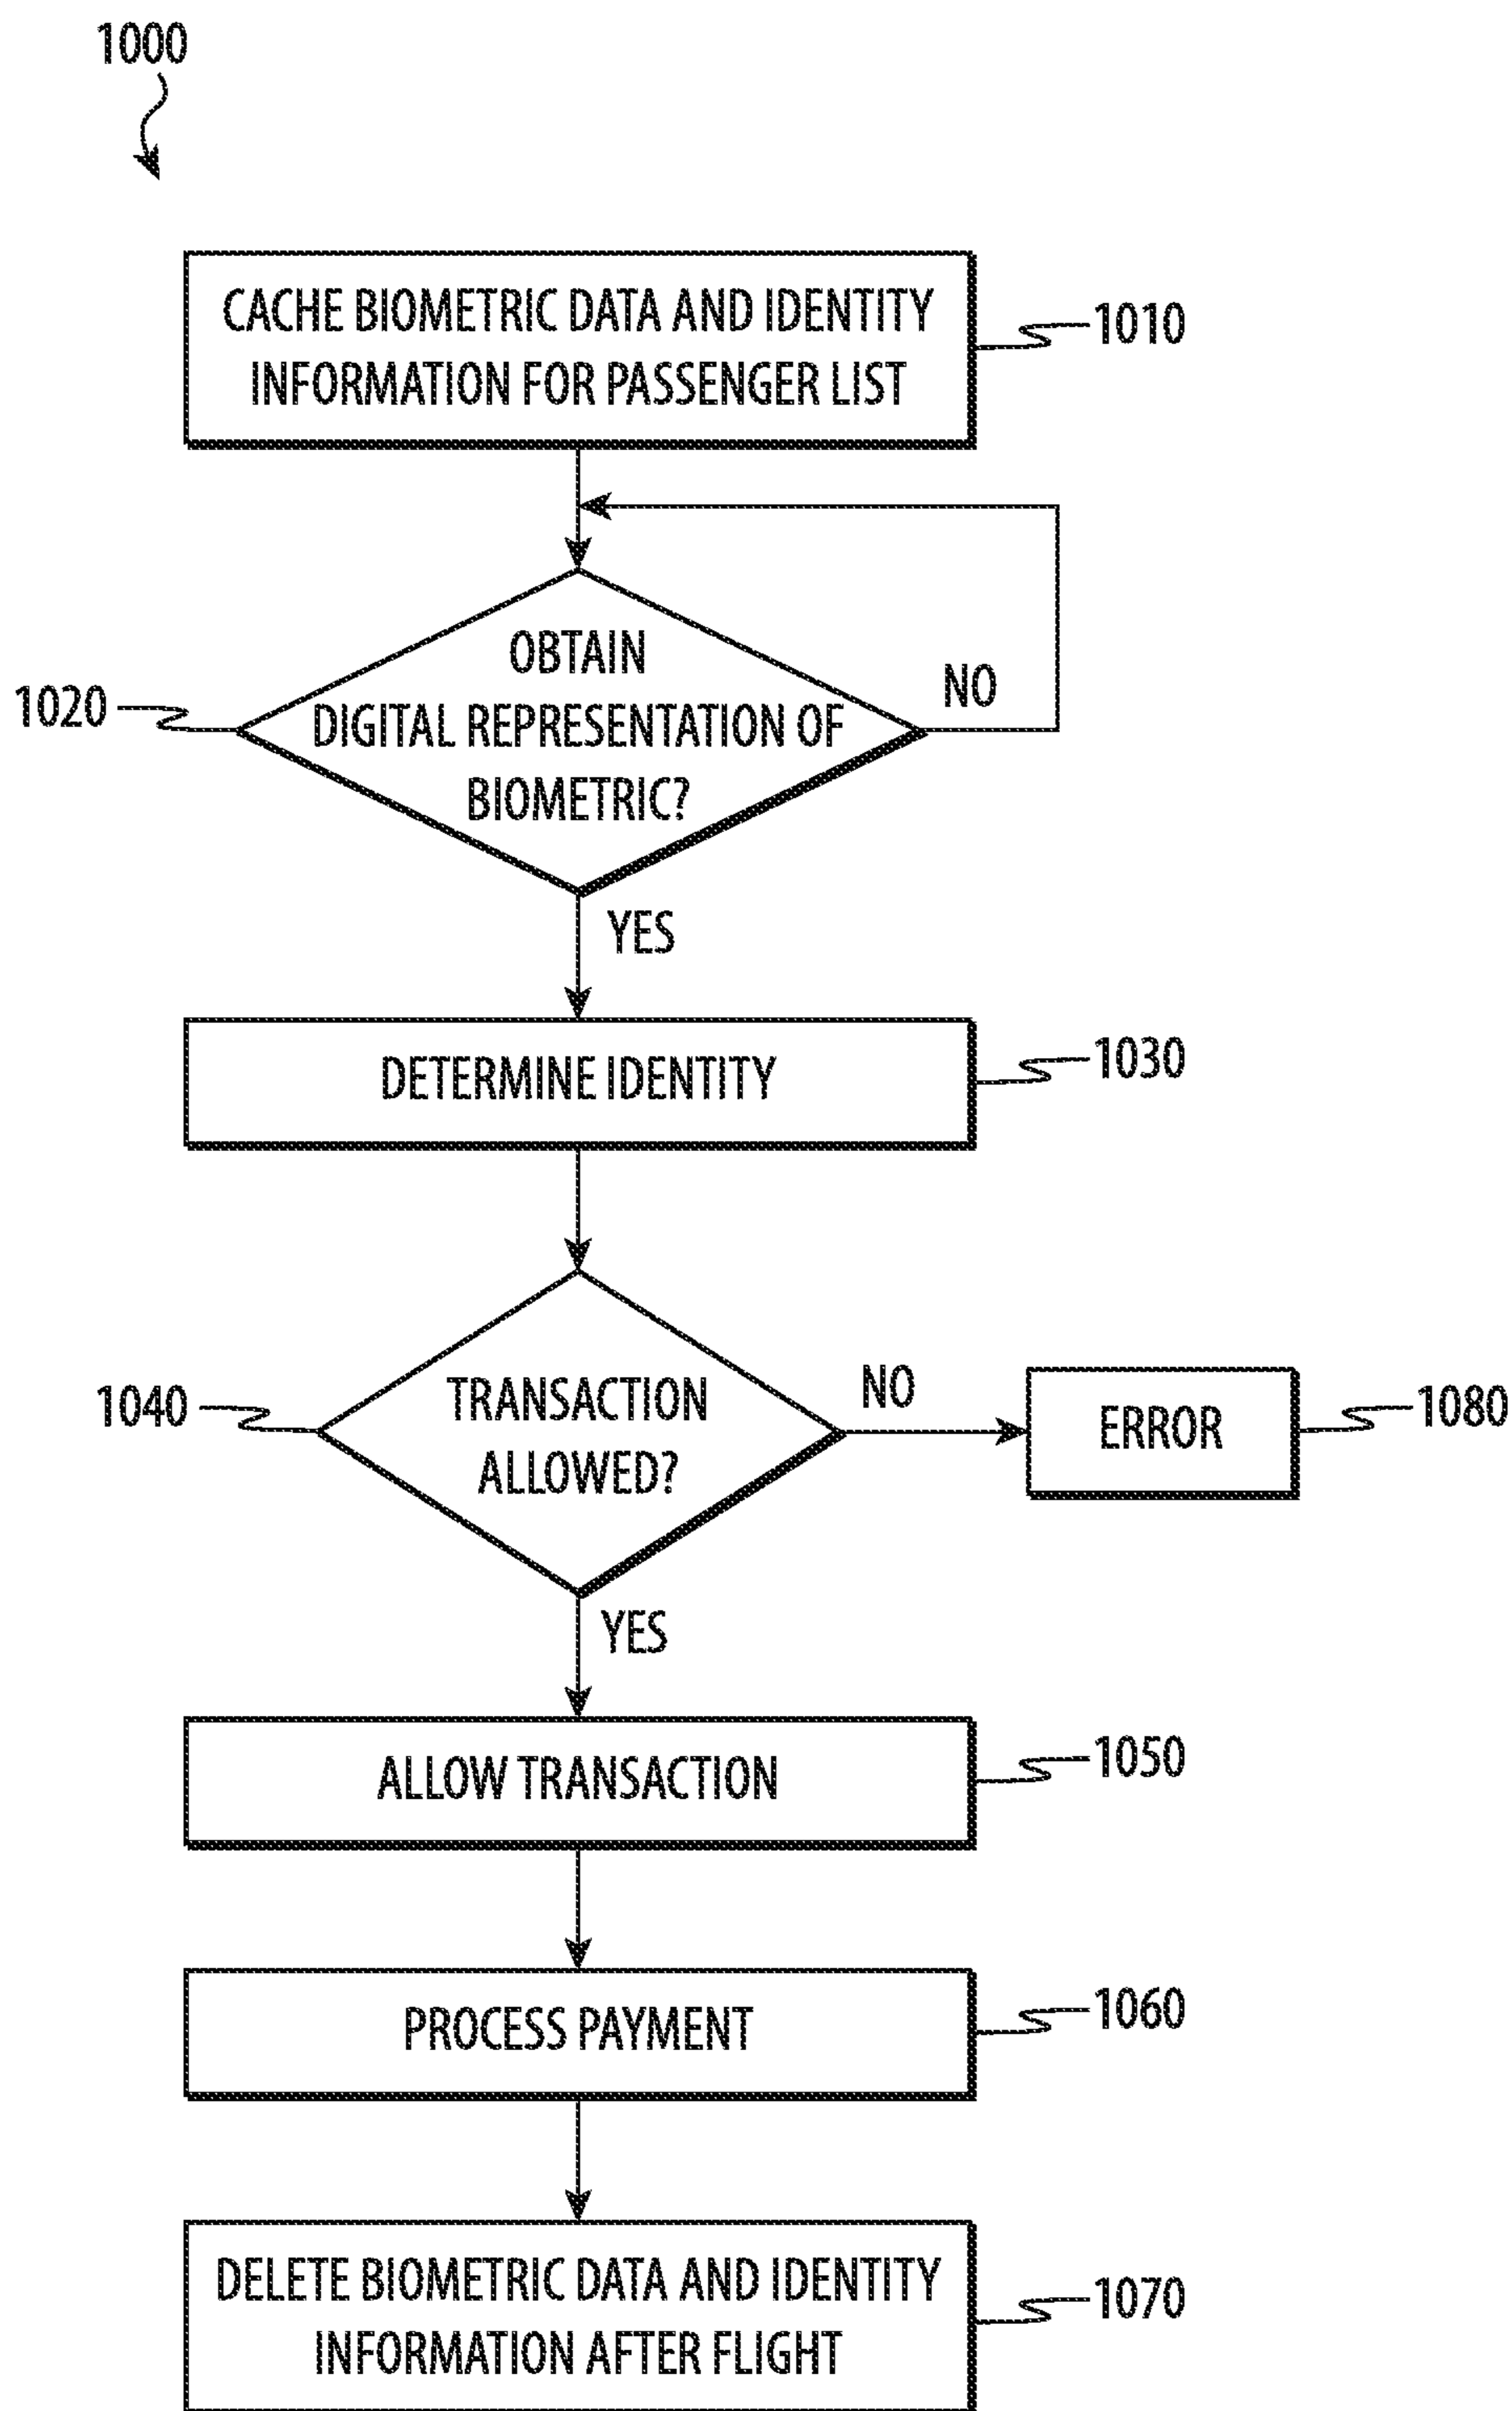 1000
CACHE BIOMETRIC DATA AND IDENTITY
INFORMATION FOR PASSENGER LIST
1010
OBTAIN
DIGITAL REPRESENTATION OF
BIOMETRIC?
1020
NO
YES
DETERMINE IDENTITY
1030
TRANSACTION
ALLOWED?
1040
NO
ERROR
1080
YES
ALLOW TRANSACTION
1050
PROCESS PAYMENT
1060
DELETE BIOMETRIC DATA AND IDENTITY
INFORMATION AFTER FLIGHT
1070